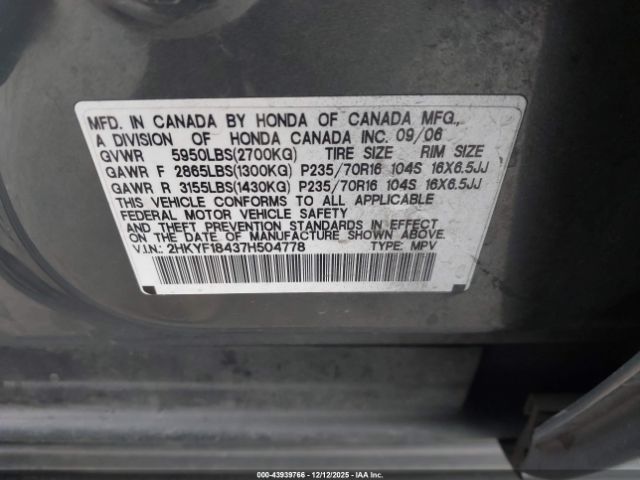 MFD. IN CANADA BY HONDA OF CANADA MFG.,
A DIVISION OF HONDA CANADA INC. 09/06
GVWR 5950LBS(2700KG) TIRE SIZE RIM SIZE
GAWR F 2865LBS(1300KG) P235/70R16 104S 16X6.5JJ
GAWR R 3155LBS(1430KG) P235/70R16 104S 16X6.5JJ
THIS VEHICLE CONFORMS TO ALL APPLICABLE
FEDERAL MOTOR VEHICLE SAFETY
AND THEFT PREVENTION STANDARDS IN EFFECT
ON THE DATE OF MANUFACTURE SHOWN ABOVE.
V.I.N.: 2HKYF18437H504778 TYPE: MPV
000-43939766 - 12/12/2025 - IAA Inc.